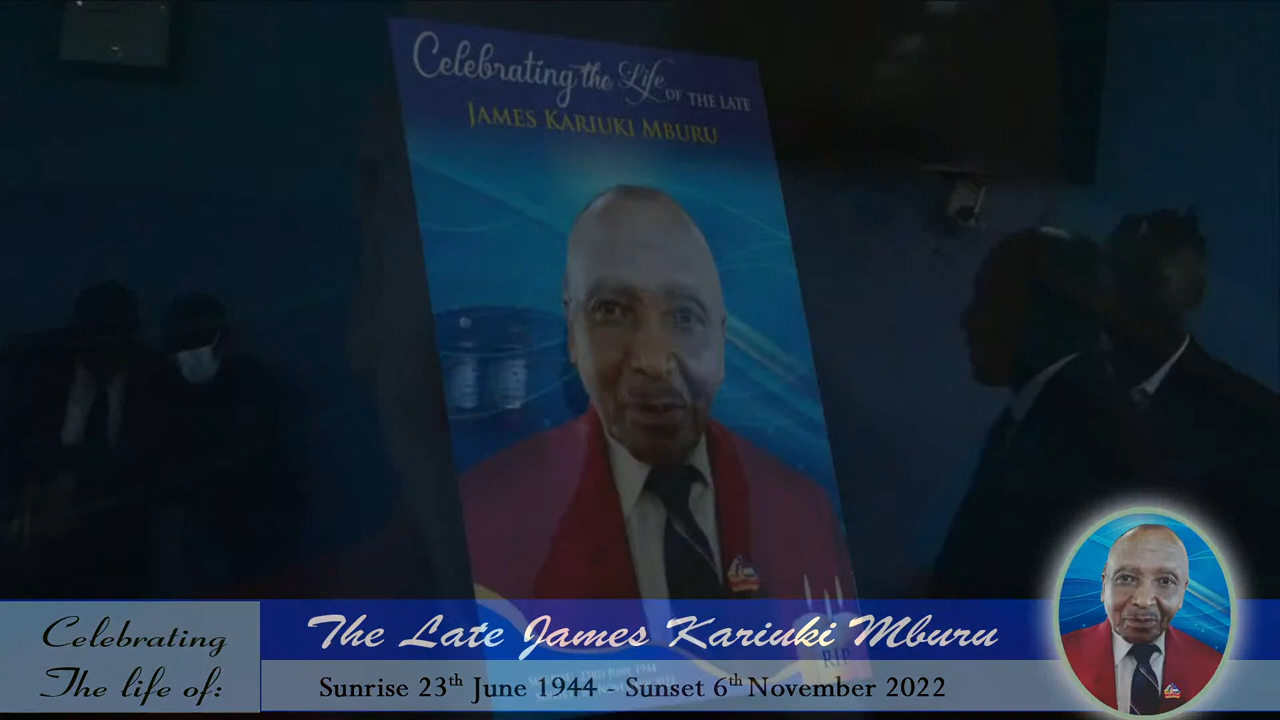 Celebrating the Life OF THE LATE
JAMES KARIUKI MBURU
RIP
Celebrating
The life of:
The Late James Kariuki Mburu
Sunrise 23th June 1944 - Sunset 6th November 2022